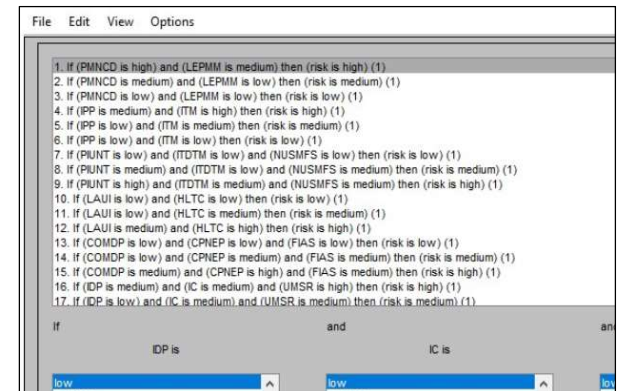 File Edit View Options
1. If (PMNCD is high) and (LEPMM is medium) then (risk is high) (1)
2. If (PMNCD is medium) and (LEPMM is low) then (risk is medium) (1)
3. If (PMNCD is low) and (LEPMM is low) then (risk is low) (1)
4. If (IPP is medium) and (ITM is high) then (risk is high) (1)
5. If (IPP is low) and (ITM is medium) then (risk is medium) (1)
6. If (IPP is low) and (ITM is low) then (risk is low) (1)
7. If (PIUNT is low) and (ITDTM is low) and (NUSMFS is low) then (risk is low) (1)
8. If (PIUNT is medium) and (ITDTM is low) and (NUSMFS is medium) then (risk is medium) (1)
9. If (PIUNT is high) and (ITDTM is medium) and (NUSMFS is medium) then (risk is high) (1)
10. If (LAUI is low) and (HLTC is low) then (risk is low) (1)
11. If (LAUI is low) and (HLTC is medium) then (risk is medium) (1)
12. If (LAUI is medium) and (HLTC is high) then (risk is high) (1)
13. If (COMDP is low) and (CPNEP is low) and (FIAS is low) then (risk is low) (1)
14. If (COMDP is low) and (CPNEP is medium) and (FIAS is medium) then (risk is medium) (1)
15. If (COMDP is medium) and (CPNEP is high) and (FIAS is medium) then (risk is high) (1)
16. If (IDP is medium) and (IC is medium) and (UMSR is high) then (risk is high) (1)
17. If (IDP is low) and (IC is medium) and (UMSR is medium) then (risk is medium) (1)
If and
IDP is IC is
low low